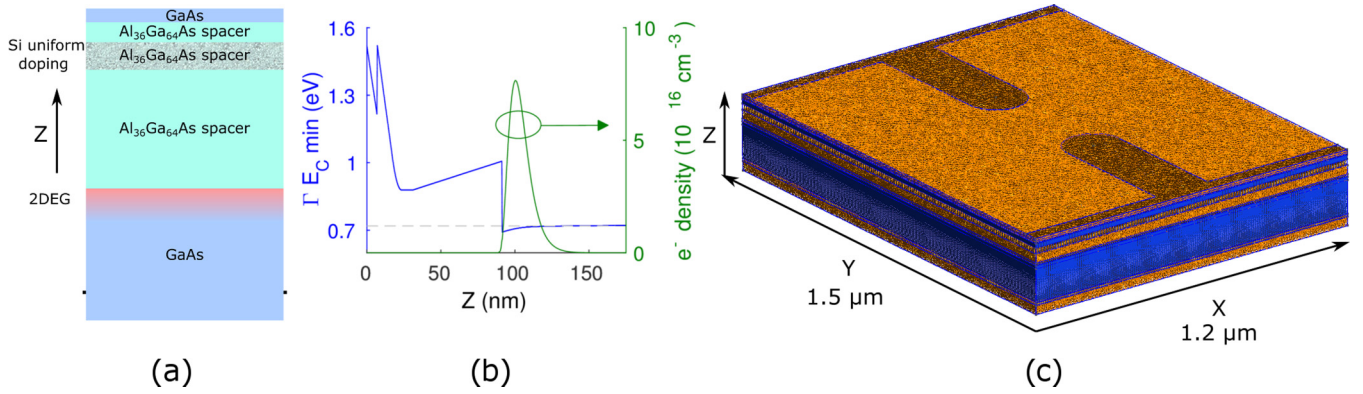 GaAs
Al₃₆Ga₆₄As spacer
Si uniform
doping
Al₃₆Ga₆₄As spacer
Z
Al₃₆Ga₆₄As spacer
2DEG
GaAs
(a)
Γ E_C min (eV)
1.6
1.3
1
0.7
0
50
100
150
Z (nm)
10
5
0
e⁻ density (10 ¹⁶ cm⁻³)
(b)
Z
Y
1.5 µm
X
1.2 µm
(c)